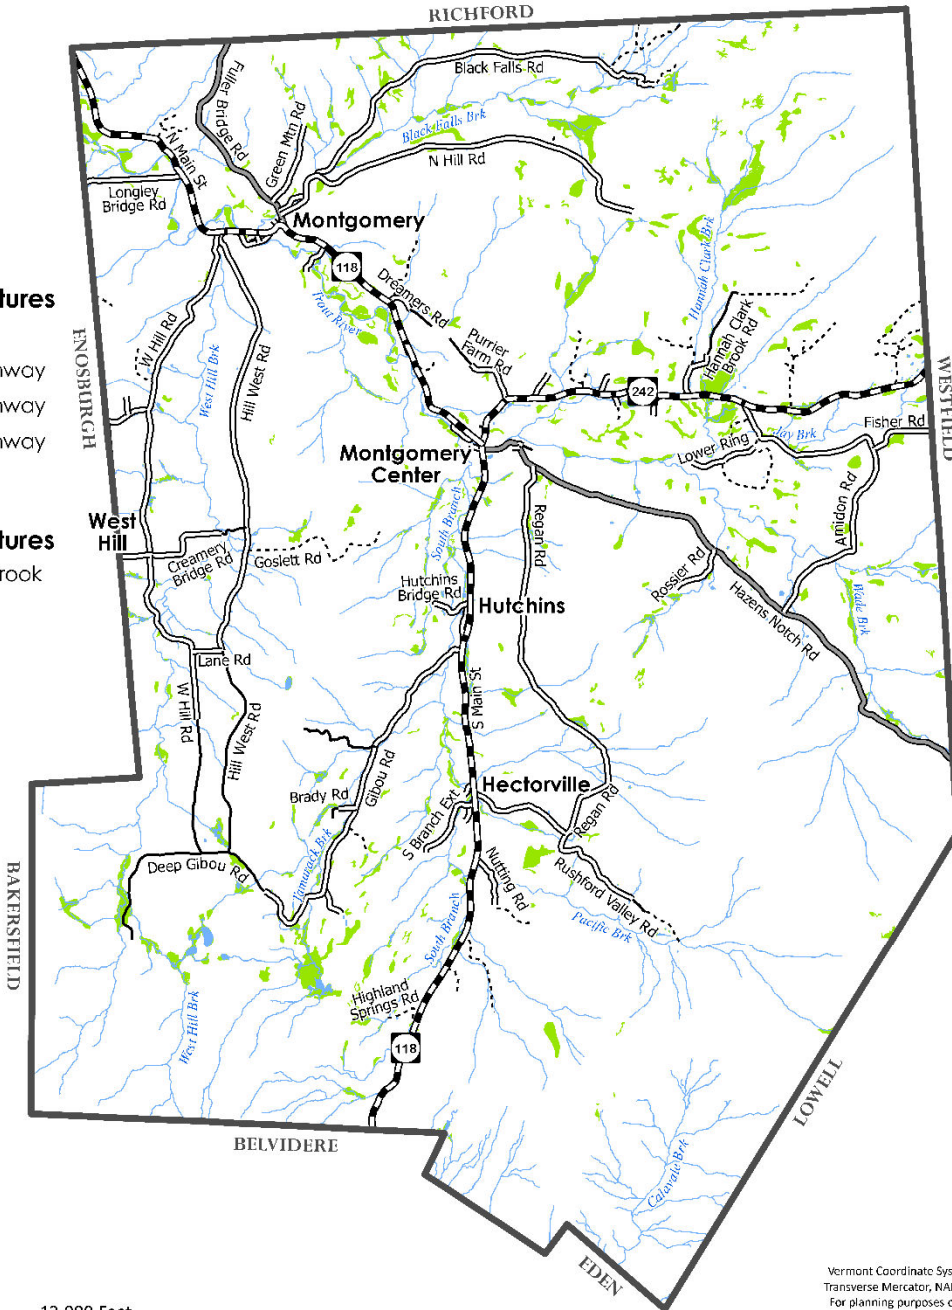 RICHFORD
Black Falls Rd
Fuller Bridge Rd
Green Mtn Rd
Black Falls Brk
N Main St
N Hill Rd
Longley
Bridge Rd
Montgomery
Hannah Clark Brk
118
Dreamers Rd
Trout River
tures
W Hill Rd
ENOSBURGH
West Hill Brk
Hill West Rd
Purrier
Farm Rd
Hannah Clark
Brook Rd
WESTFIELD
nway
242
nway
Fisher Rd
Jay Brk
nway
Lower Ring
Montgomery
Center
Amidon Rd
South Branch
Regan Rd
West
Hill
tures
Creamery
Bridge Rd
Goslett Rd
rook
Hutchins
Bridge Rd
Hutchins
Rossier Rd
Hazens Notch Rd
Wade Brk
Lane Rd
W Hill Rd
Hill West Rd
S Main St
Gibou Rd
Brady Rd
Hectorville
S Branch Ext
Regan Rd
Tamarack Brk
Deep Gibou Rd
Nutting Rd
Rushford Valley Rd
BAKERSFIELD
South Branch
Pacific Brk
Highland
Springs Rd
West Hill Brk
118
LOWELL
BELVIDERE
Calavale Brk
EDEN
Vermont Coordinate Sys
Transverse Mercator, NA
For planning purposes o
12,000 Feet